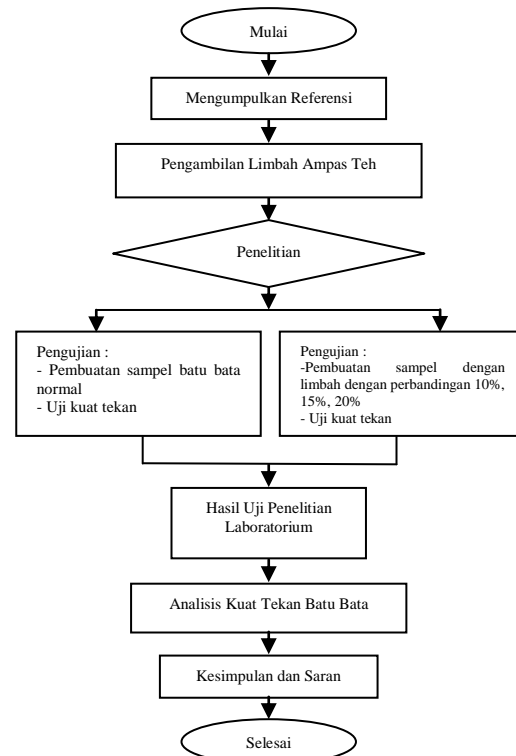 Mulai
Mengumpulkan Referensi
Pengambilan Limbah Ampas Teh
Penelitian
Pengujian :
- Pembuatan sampel batu bata
normal
- Uji kuat tekan
Pengujian :
-Pembuatan sampel dengan
limbah dengan perbandingan 10%,
15%, 20%
- Uji kuat tekan
Hasil Uji Penelitian
Laboratorium
Analisis Kuat Tekan Batu Bata
Kesimpulan dan Saran
Selesai